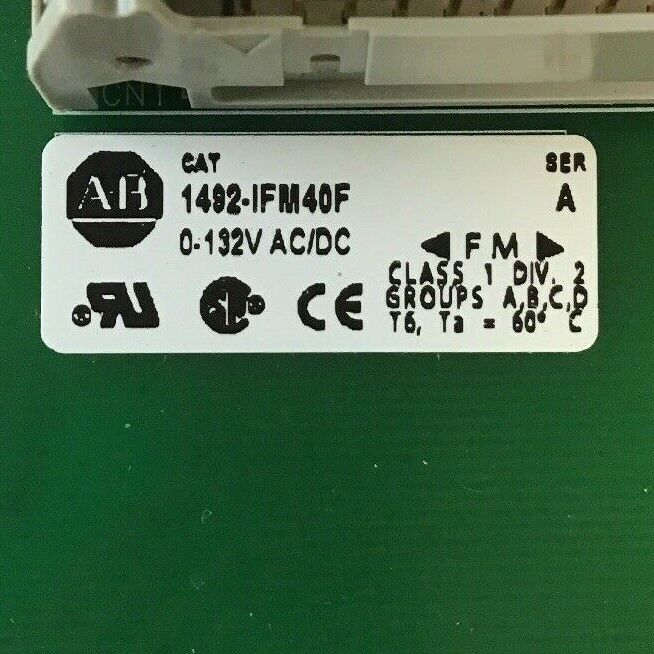 CN1
AB
CAT
SER
1492-IFM40F
A
0-132V AC/DC
FM
CLASS 1 DIV. 2
GROUPS A,B,C,D
T6, Ta = 60° C
CE